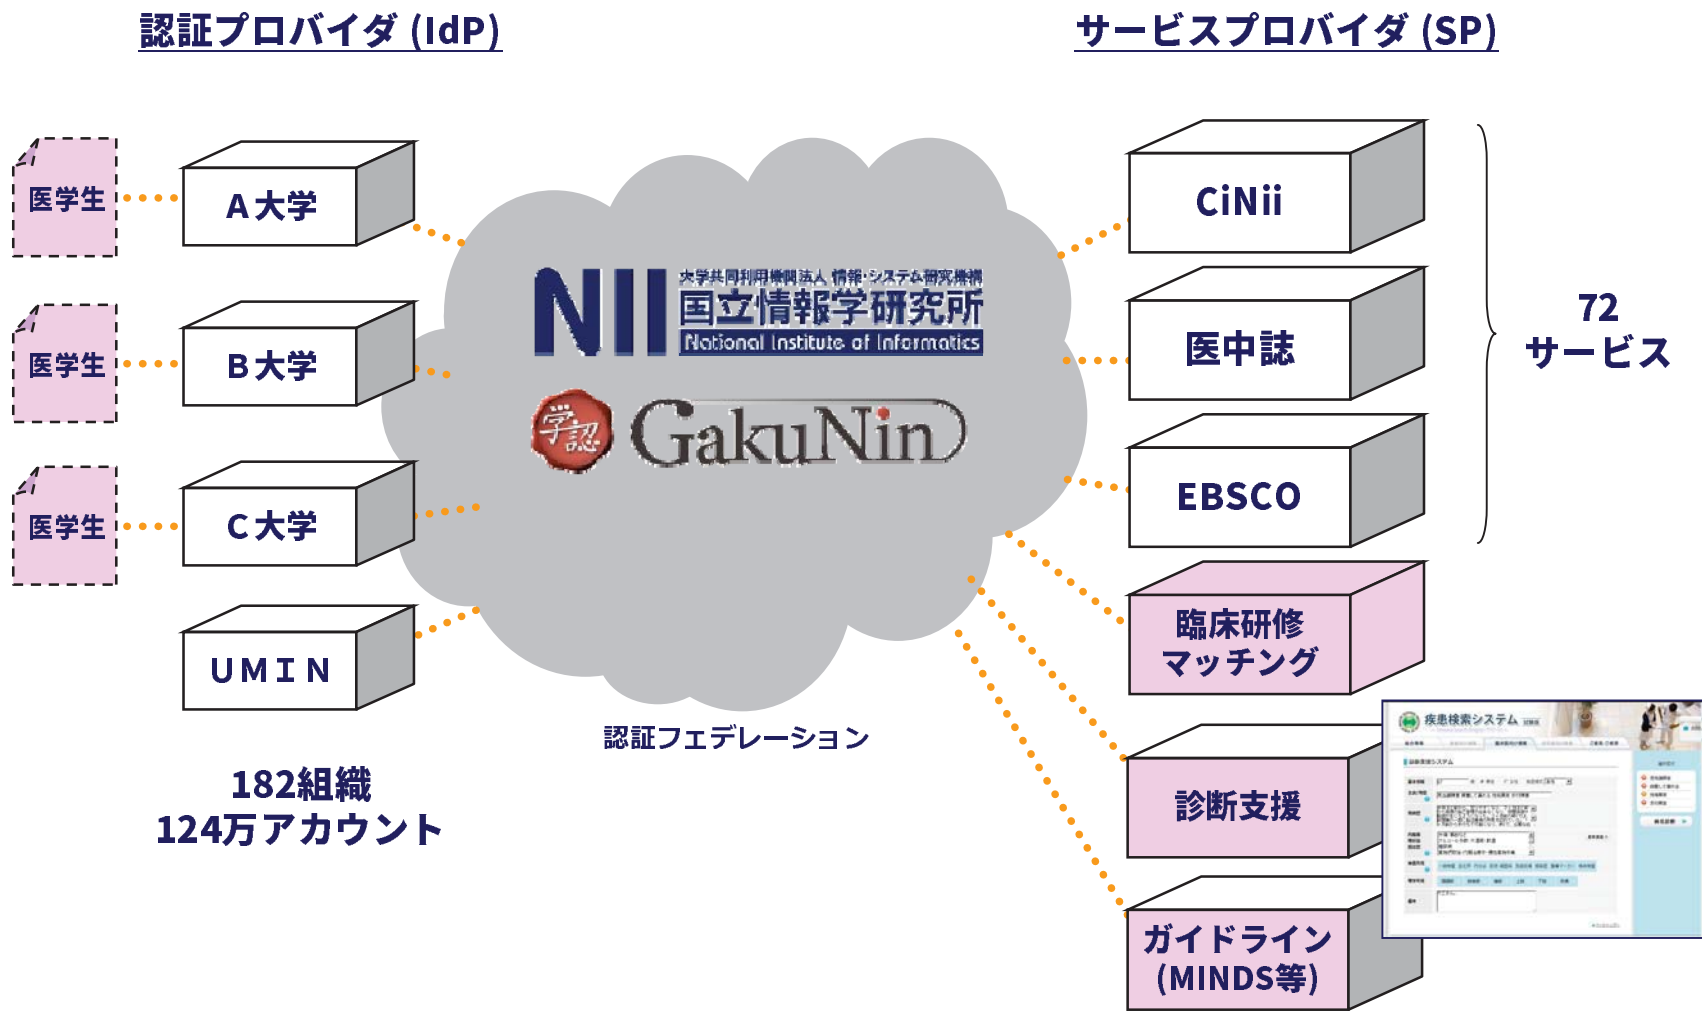 認証プロバイダ (IdP)
サービスプロバイダ (SP)
医学生
A 大学
医学生
B 大学
医学生
C 大学
UMIN
182組織
124万アカウント
大学共同利用機関法人 情報・システム研究機構
NII 国立情報学研究所
National Institute of Informatics
学認
GakuNin
認証フェデレーション
CiNii
医中誌
EBSCO
72
サービス
臨床研修
マッチング
診断支援
ガイドライン
(MINDS等)
疾患検索システム 試験版